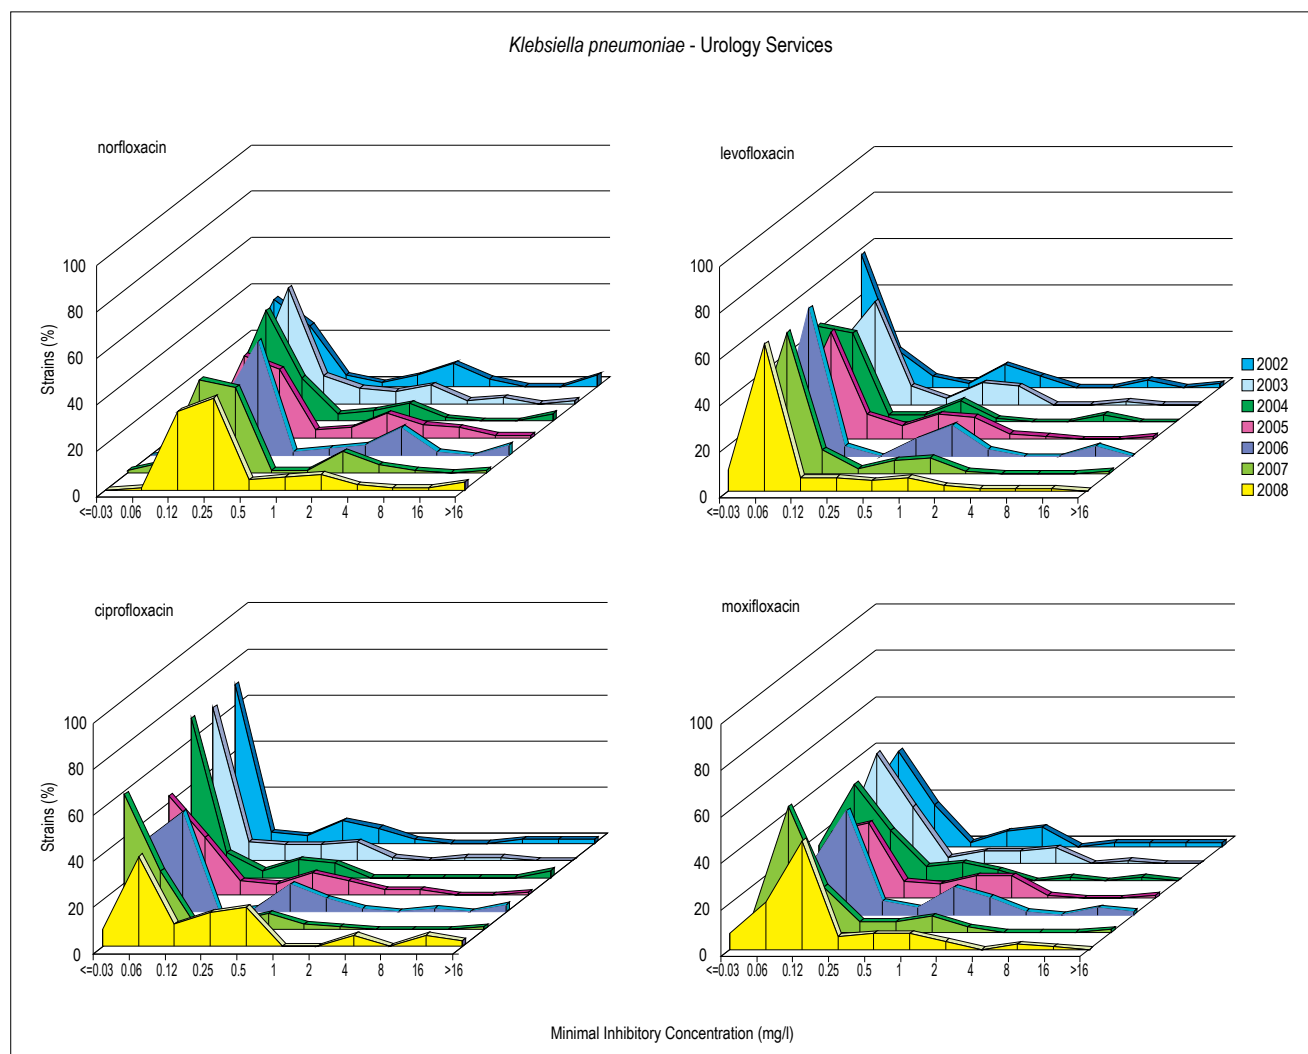 Klebsiella pneumoniae - Urology Services
norfloxacin
levofloxacin
Strains (%)
100
80
60
40
20
0
<=0.03 0.06 0.12 0.25 0.5 1 2 4 8 16 >16
100
80
60
40
20
0
<=0.03 0.06 0.12 0.25 0.5 1 2 4 8 16 >16
2002
2003
2004
2005
2006
2007
2008
ciprofloxacin
moxifloxacin
Strains (%)
100
80
60
40
20
0
<=0.03 0.06 0.12 0.25 0.5 1 2 4 8 16 >16
100
80
60
40
20
0
<=0.03 0.06 0.12 0.25 0.5 1 2 4 8 16 >16
Minimal Inhibitory Concentration (mg/l)